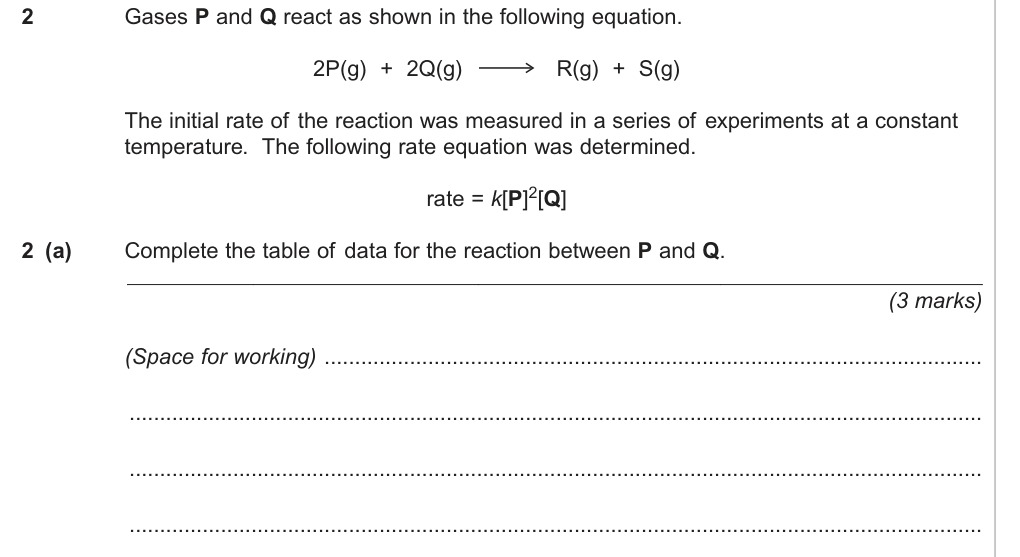 2 Gases P and Q react as shown in the following equation.
2P(g) + 2Q(g) ⟶ R(g) + S(g)
The initial rate of the reaction was measured in a series of experiments at a constant
temperature. The following rate equation was determined.
rate = k[P]²[Q]
2 (a) Complete the table of data for the reaction between P and Q.
(3 marks)
(Space for working) ..............................................................................................................
..............................................................................................................................................
..............................................................................................................................................
..............................................................................................................................................